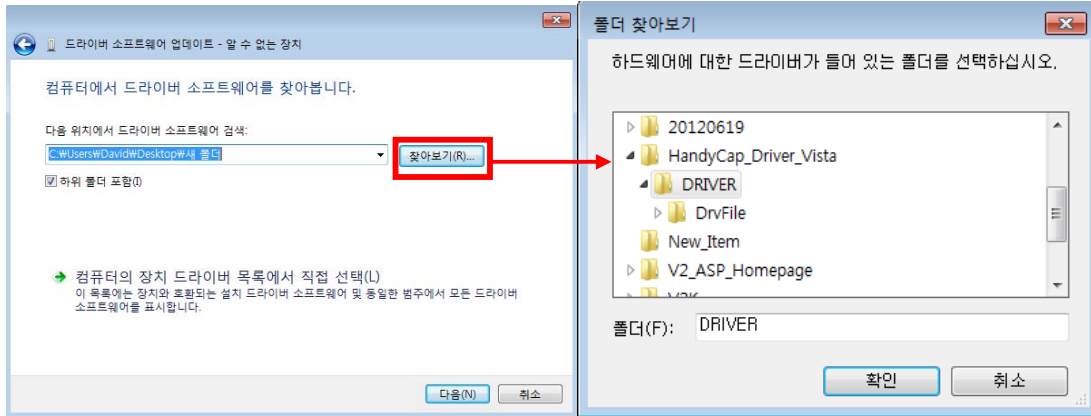 드라이버 소프트웨어 업데이트 - 알 수 없는 장치
컴퓨터에서 드라이버 소프트웨어를 찾아봅니다.
다음 위치에서 드라이버 소프트웨어 검색:
C:₩Users₩David₩Desktop₩새 폴더
찾아보기(R)...
하위 폴더 포함(I)
컴퓨터의 장치 드라이버 목록에서 직접 선택(L)
이 목록에는 장치와 호환되는 설치 드라이버 소프트웨어 및 동일한 범주에서 모든 드라이버
소프트웨어를 표시합니다.
다음(N)
취소
폴더 찾아보기
하드웨어에 대한 드라이버가 들어 있는 폴더를 선택하십시오.
20120619
HandyCap_Driver_Vista
DRIVER
DrvFile
New_Item
V2_ASP_Homepage
폴더(F):
DRIVER
확인
취소